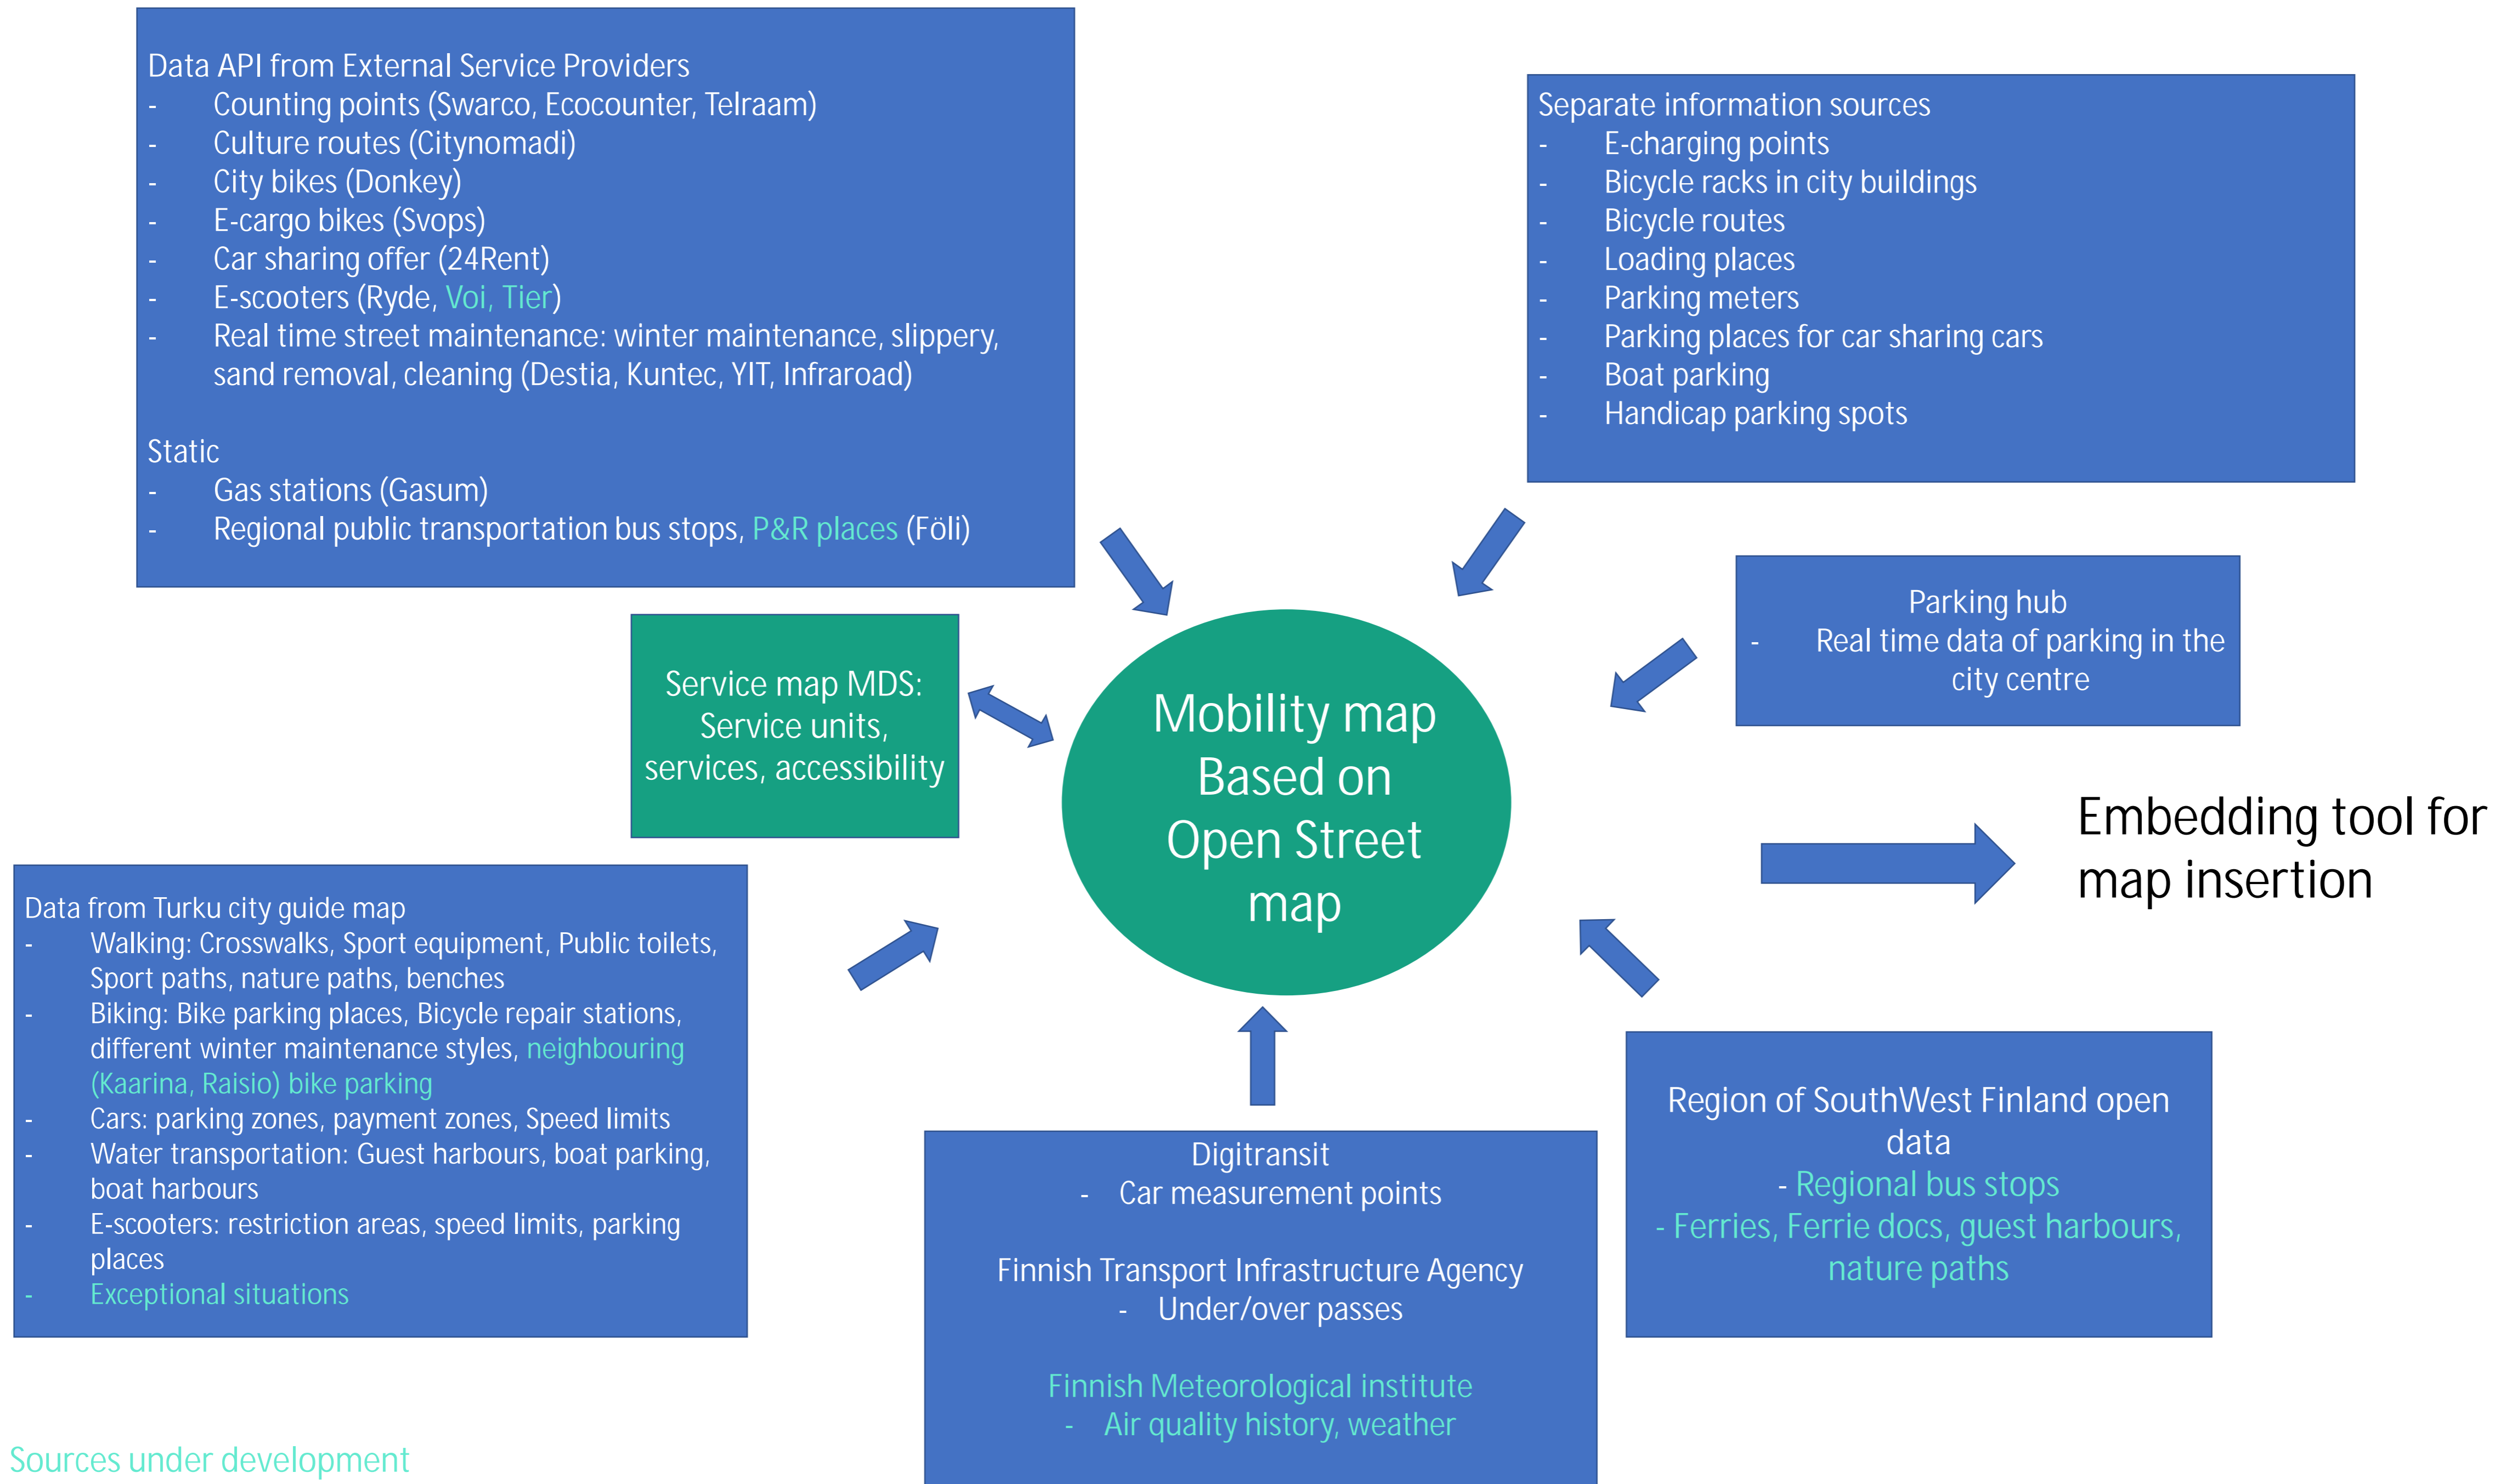 Data API from External Service Providers
- Counting points (Swarco, Ecocounter, Telraam)
- Culture routes (Citynomadi)
- City bikes (Donkey)
- E-cargo bikes (Svops)
- Car sharing offer (24Rent)
- E-scooters (Ryde, Voi, Tier)
- Real time street maintenance: winter maintenance, slippery,
sand removal, cleaning (Destia, Kuntec, YIT, Infraroad)
Static
- Gas stations (Gasum)
- Regional public transportation bus stops, P&R places (Föli)
Separate information sources
- E-charging points
- Bicycle racks in city buildings
- Bicycle routes
- Loading places
- Parking meters
- Parking places for car sharing cars
- Boat parking
- Handicap parking spots
Parking hub
- Real time data of parking in the
city centre
Service map MDS:
Service units,
services, accessibility
Mobility map
Based on
Open Street
map
Embedding tool for
map insertion
Data from Turku city guide map
- Walking: Crosswalks, Sport equipment, Public toilets,
Sport paths, nature paths, benches
- Biking: Bike parking places, Bicycle repair stations,
different winter maintenance styles, neighbouring
(Kaarina, Raisio) bike parking
- Cars: parking zones, payment zones, Speed limits
- Water transportation: Guest harbours, boat parking,
boat harbours
- E-scooters: restriction areas, speed limits, parking
places
- Exceptional situations
Digitransit
- Car measurement points
Finnish Transport Infrastructure Agency
- Under/over passes
Finnish Meteorological institute
- Air quality history, weather
Region of SouthWest Finland open
data
- Regional bus stops
- Ferries, Ferrie docs, guest harbours,
nature paths
Sources under development